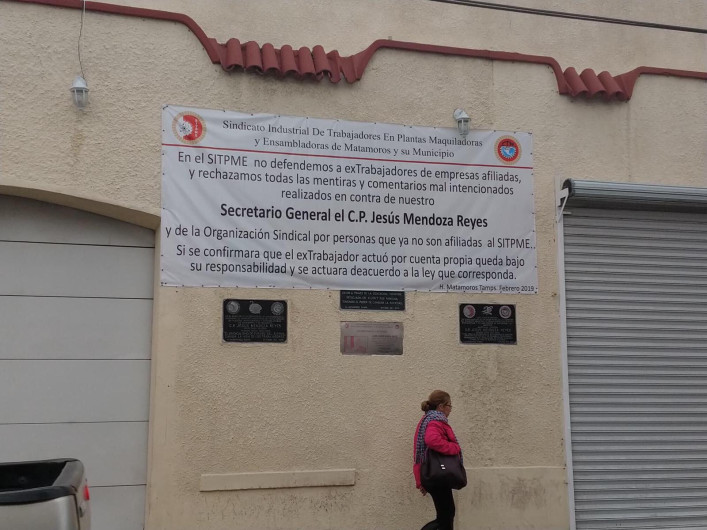 Sindicato Industrial De Trabajadores En Plantas Maquiladoras
y Ensambladoras de Matamoros y su Municipio
En el SITPME no defendemos a exTrabajadores de empresas afiliadas,
y rechazamos todas las mentiras y comentarios mal intencionados
realizados en contra de nuestro
Secretario General el C.P. Jesús Mendoza Reyes
y de la Organización Sindical por personas que ya no son afiliadas al SITPME..
Si se confirmara que el exTrabajador actuó por cuenta propia queda bajo
su responsabilidad y se actuara deacuerdo a la ley que corresponda.
H. Matamoros Tamps. Febrero 2019